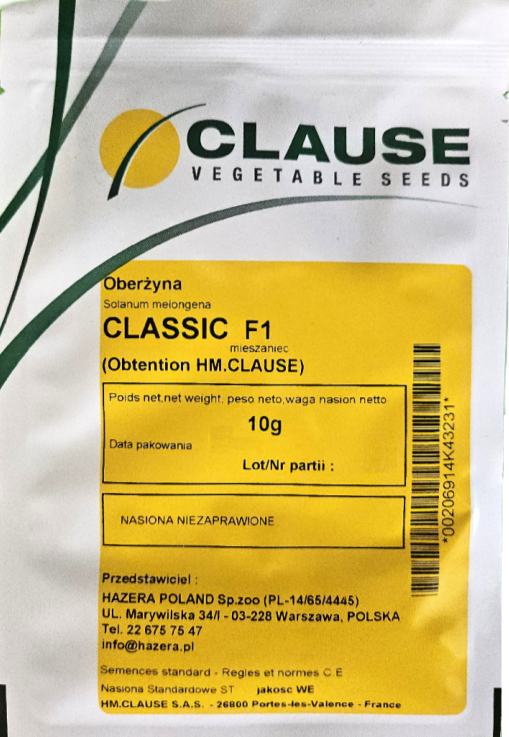 CLAUSE
VEGETABLE SEEDS
Oberżyna
Solanum melongena
CLASSIC F1
mieszaniec
(Obtention HM.CLAUSE)
Poids net,net weight, peso neto,waga nasion netto
10g
Data pakowania
Lot/Nr partii :
NASIONA NIEZAPRAWIONE
*00206914K43231*
Przedstawiciel :
HAZERA POLAND Sp.zoo (PL-14/65/4445)
UL. Marywilska 34/I - 03-228 Warszawa, POLSKA
Tel. 22 675 75 47
info@hazera.pl
Semences standard - Regles et normes C.E
Nasiona Standardowe ST jakosc WE
HM.CLAUSE S.A.S. - 26800 Portes-les-Valence - France